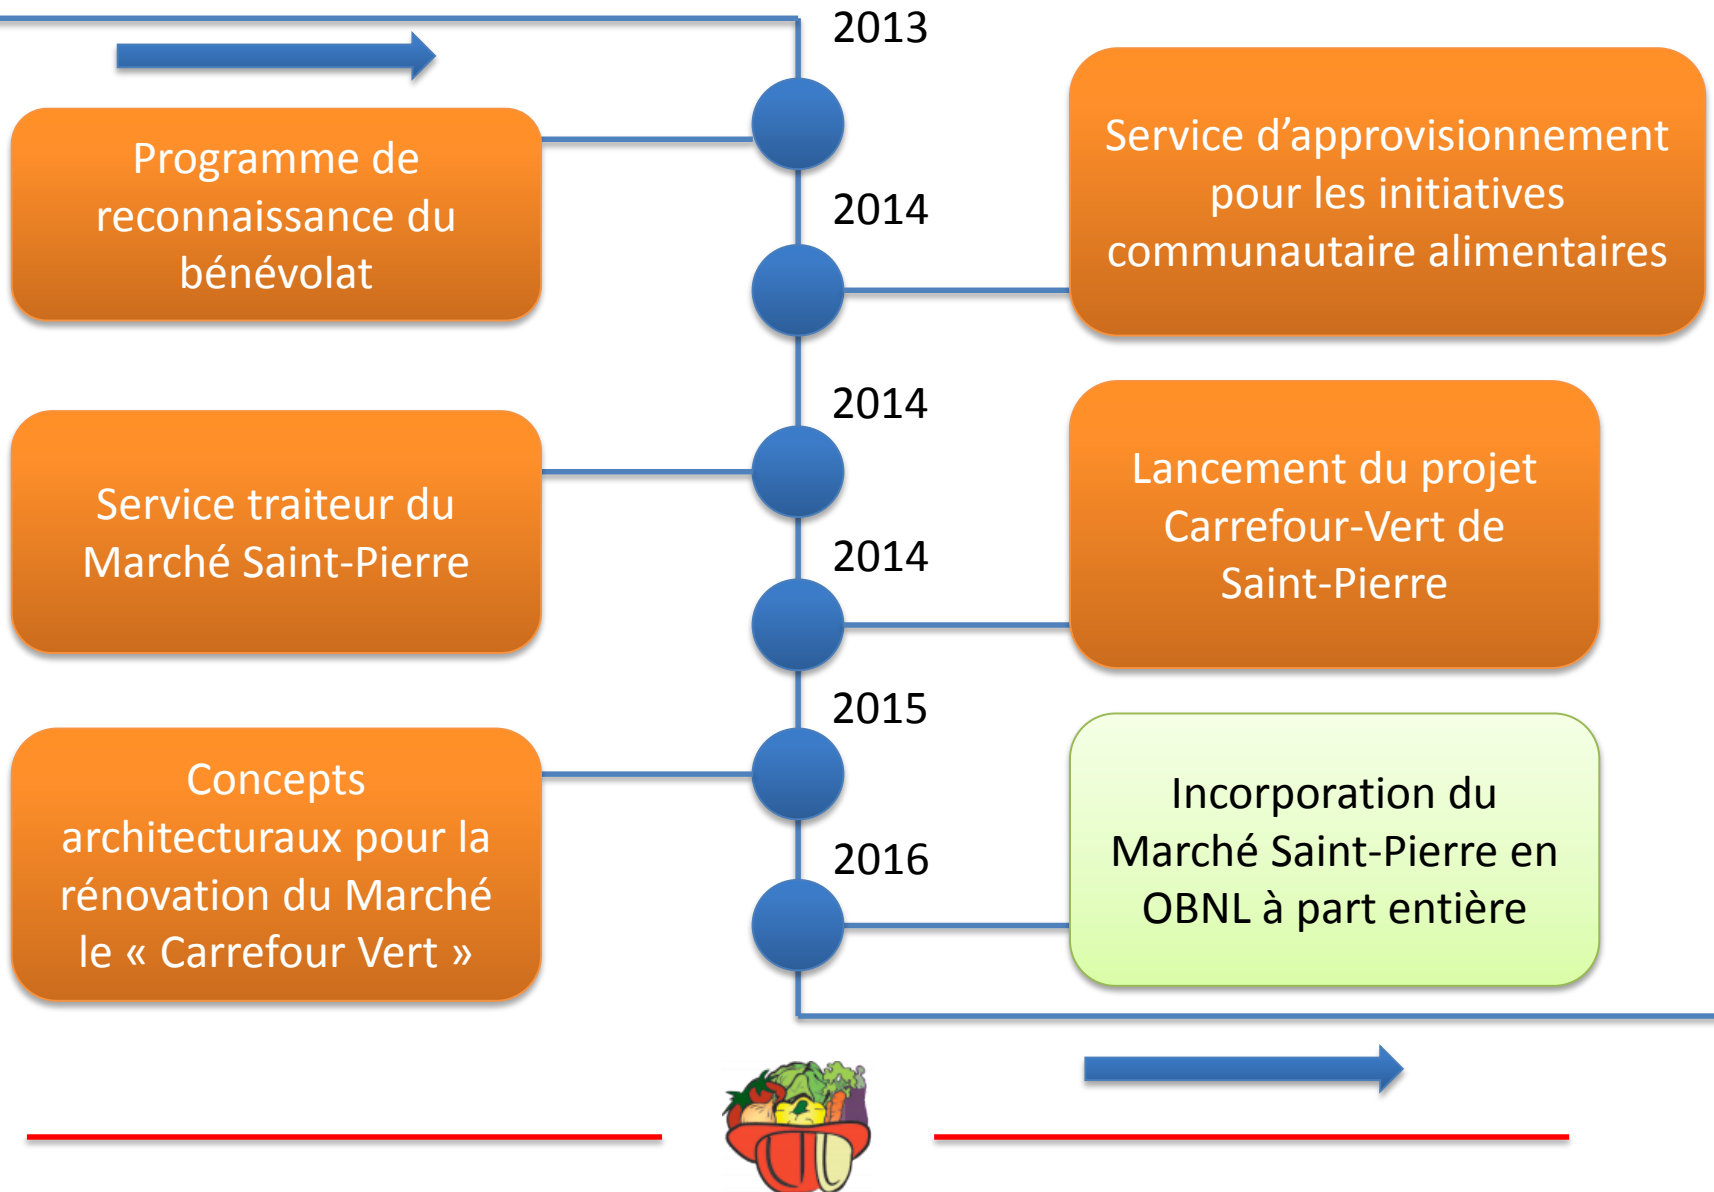 2013
Programme de
reconnaissance du
bénévolat
2014
Service d’approvisionnement
pour les initiatives
communautaire alimentaires
2014
Service traiteur du
Marché Saint-Pierre
2014
Lancement du projet
Carrefour-Vert de
Saint-Pierre
2015
Concepts
architecturaux pour la
rénovation du Marché
le « Carrefour Vert »
2016
Incorporation du
Marché Saint-Pierre en
OBNL à part entière